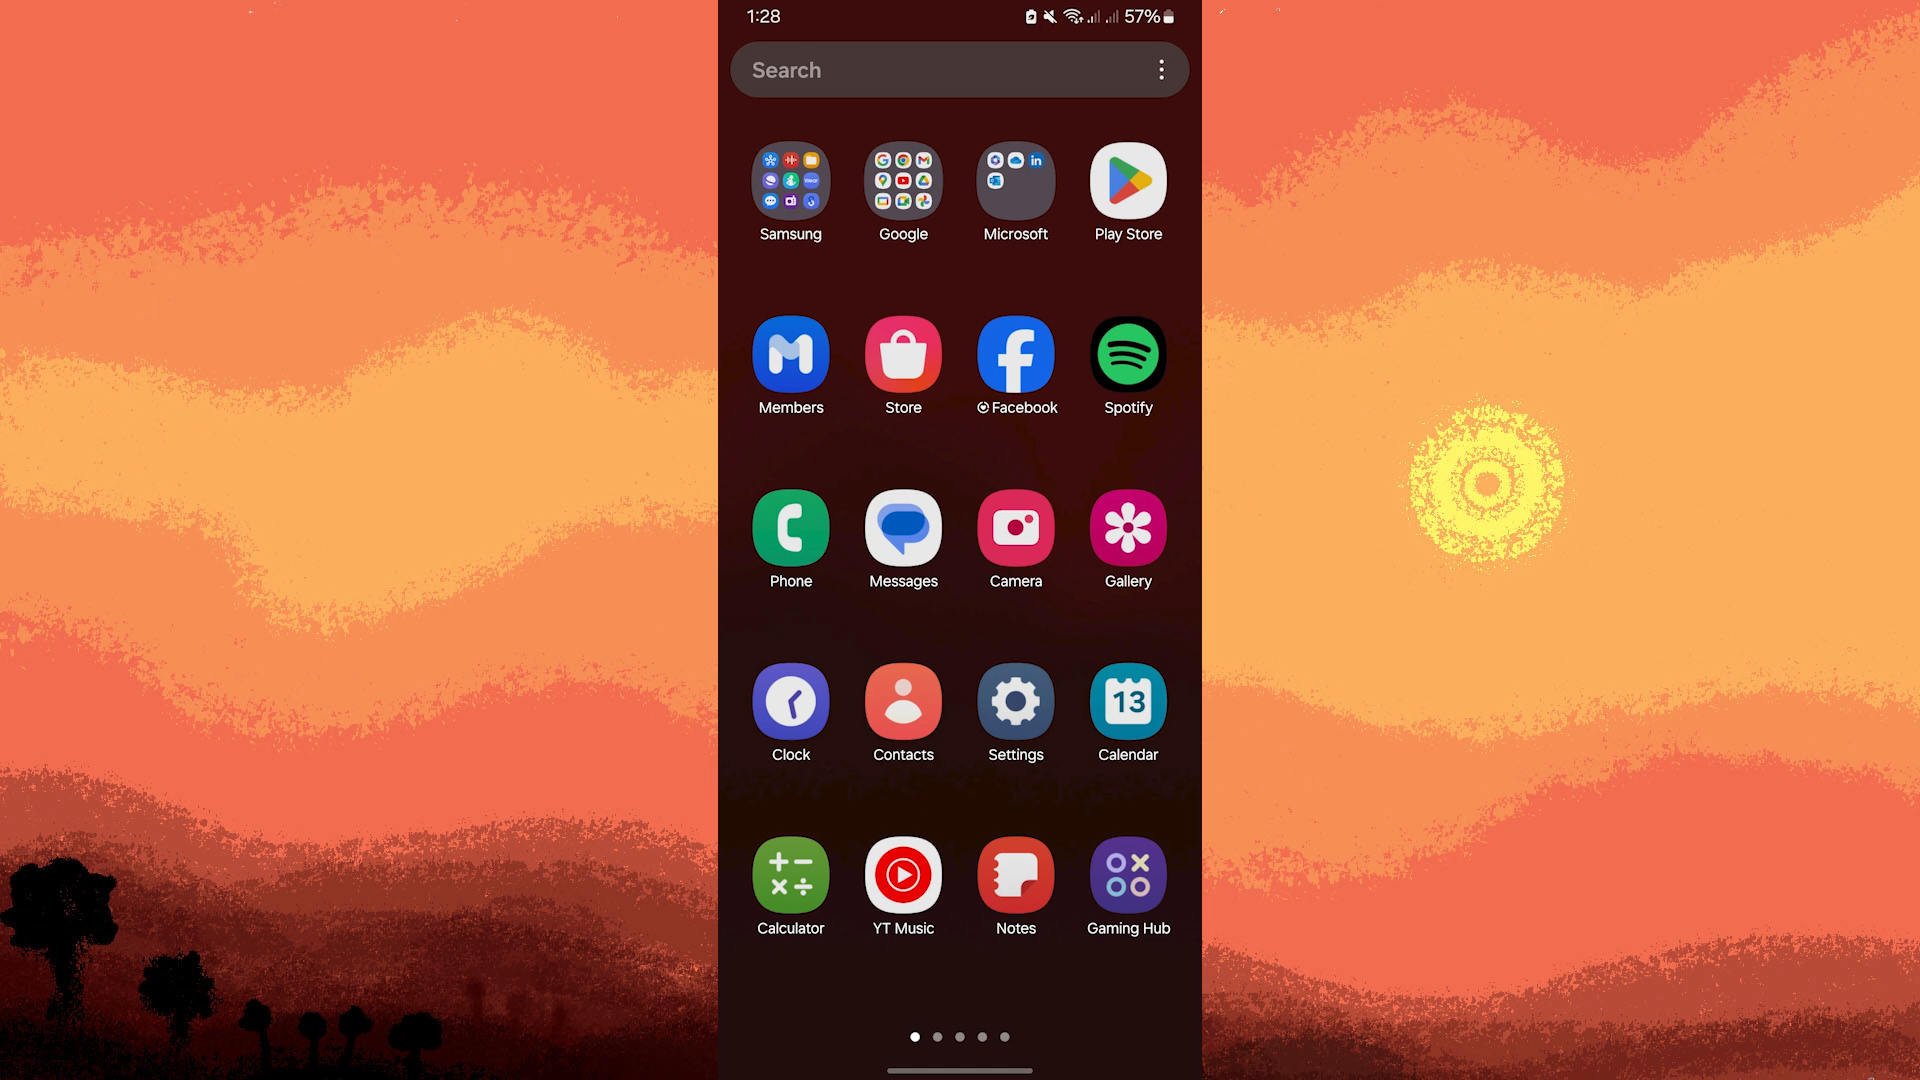 1:28
57%
Search
Samsung
Google
Microsoft
Play Store
Members
Store
Facebook
Spotify
Phone
Messages
Camera
Gallery
13
Clock
Contacts
Settings
Calendar
Calculator
YT Music
Notes
Gaming Hub